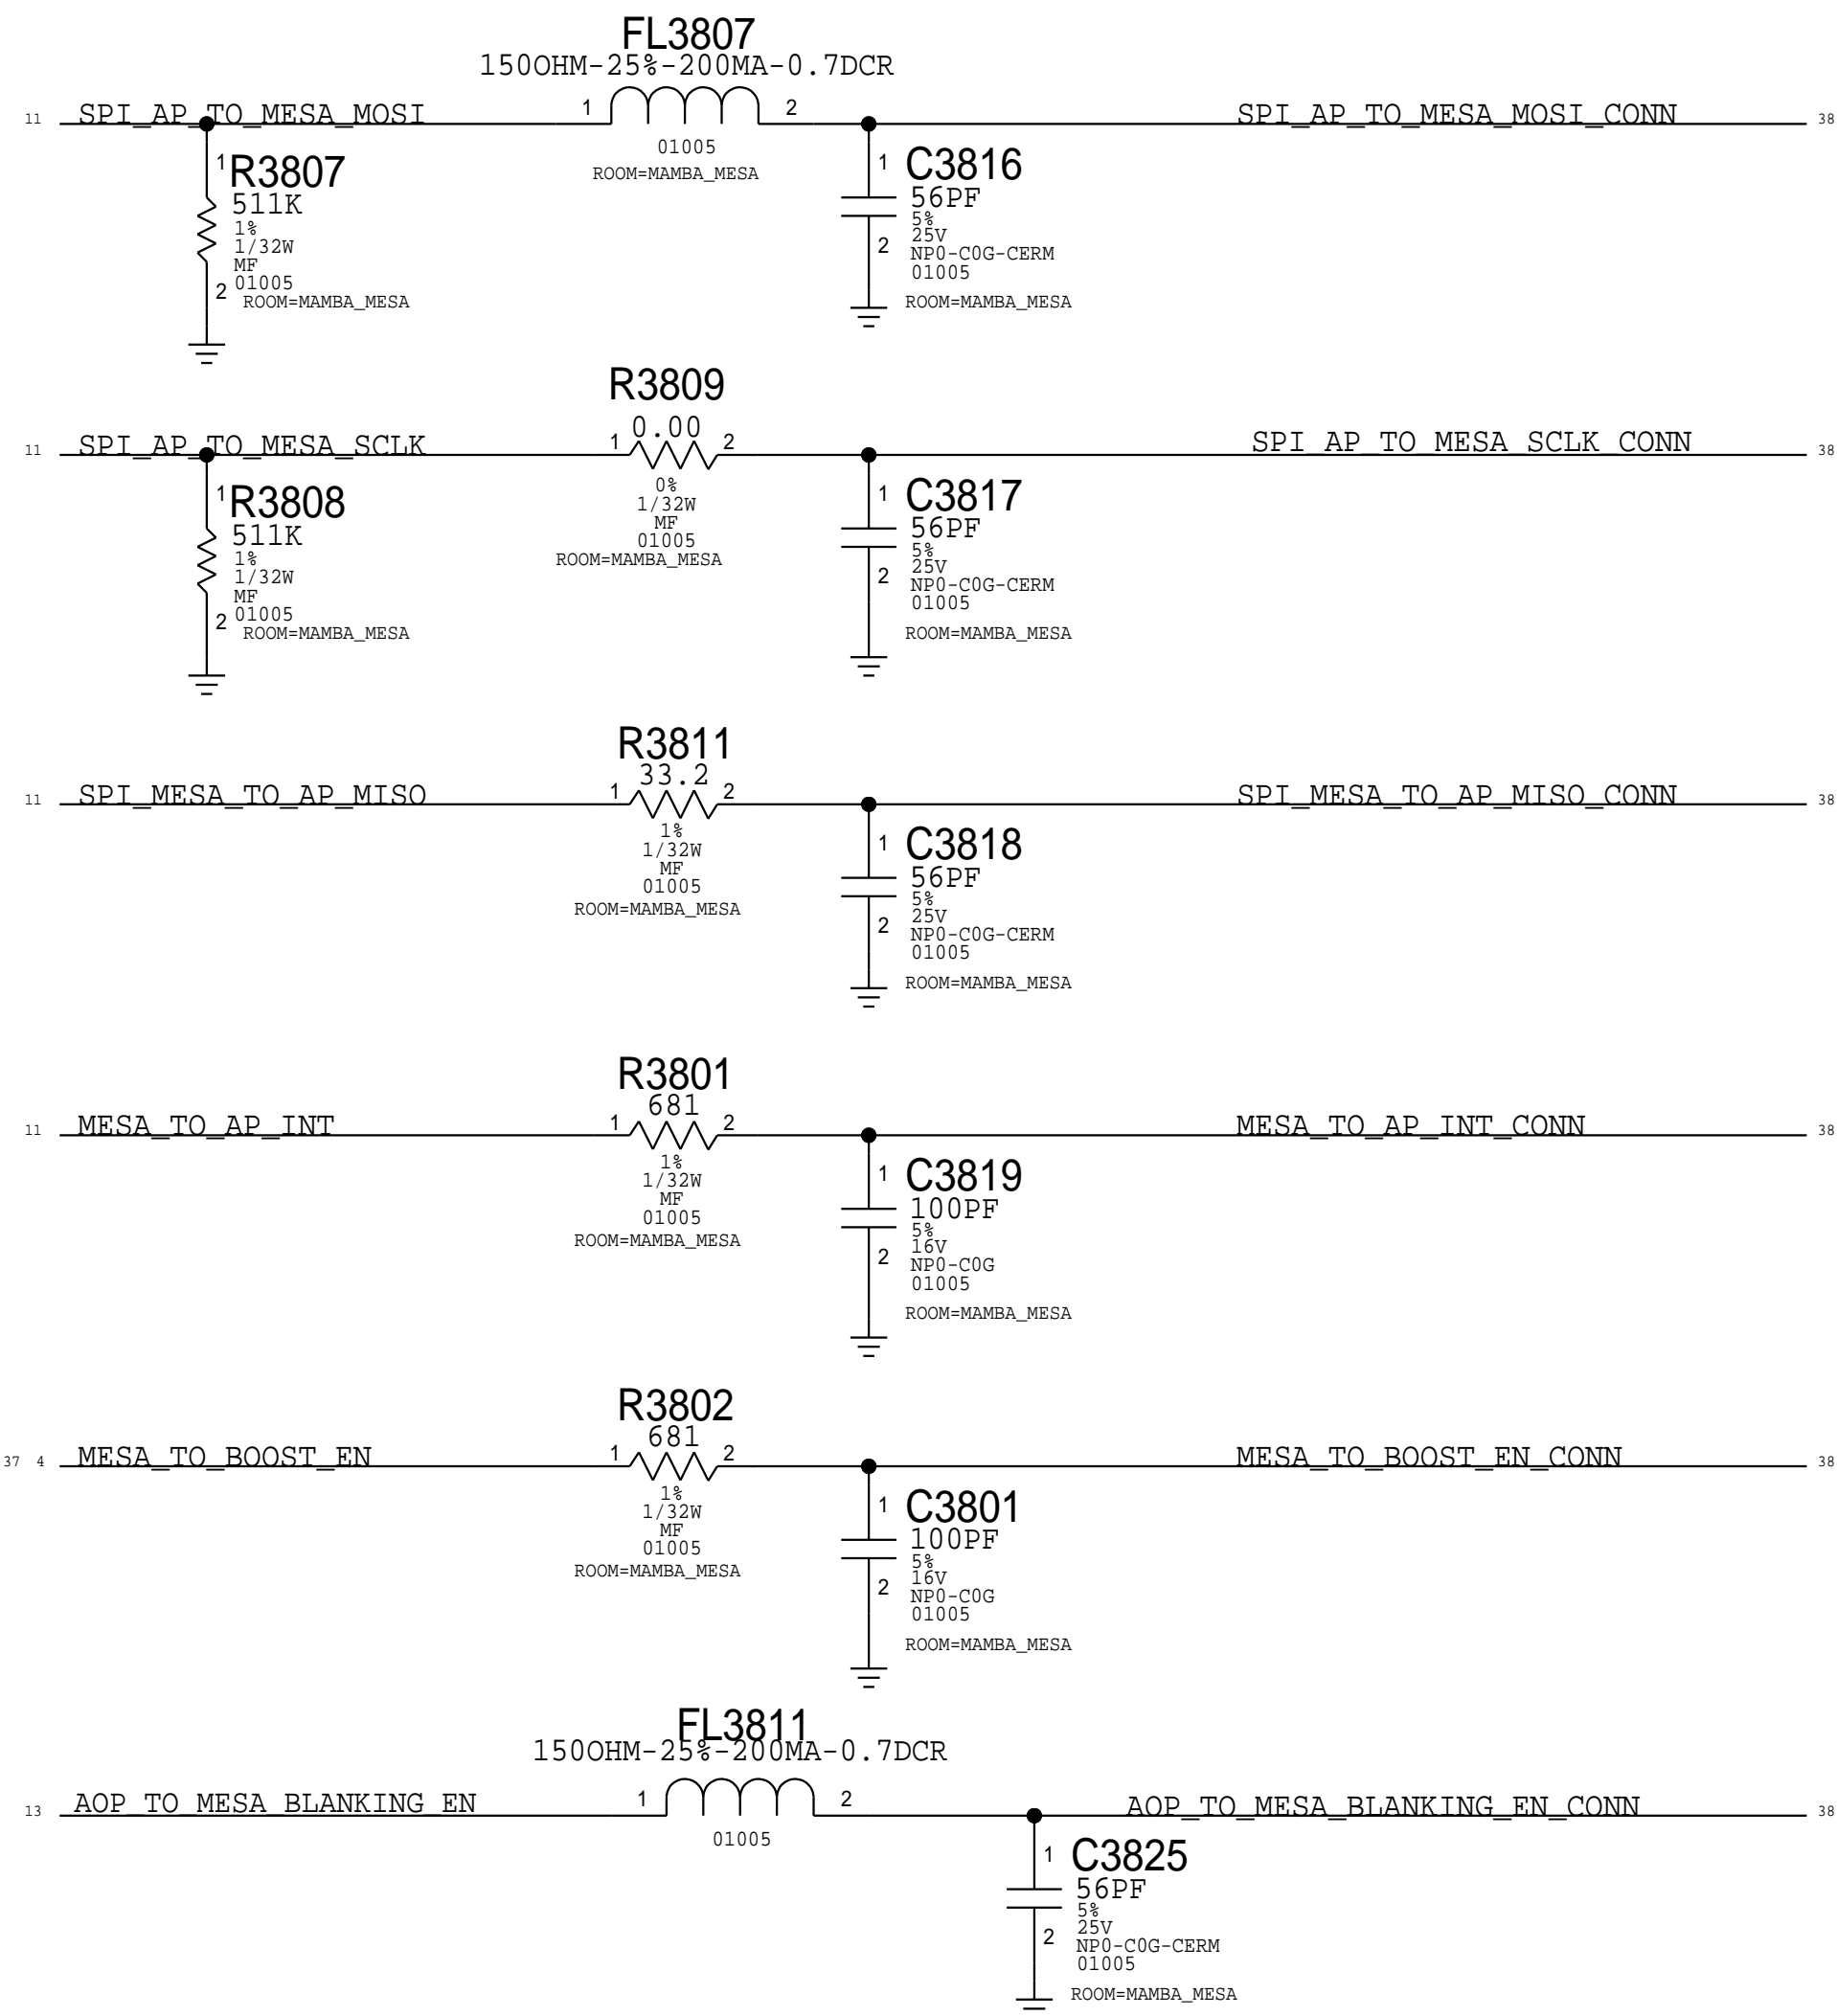 FL3807
150OHM-25%-200MA-0.7DCR
11 SPI_AP_TO_MESA_MOSI 1 2 SPI_AP_TO_MESA_MOSI_CONN 38
01005
ROOM=MAMBA_MESA
1 R3807
511K
1%
1/32W
MF
01005
2
ROOM=MAMBA_MESA
1 C3816
56PF
5%
25V
2 NP0-C0G-CERM
01005
ROOM=MAMBA_MESA
R3809
0.00
11 SPI_AP_TO_MESA_SCLK 1 2 SPI_AP_TO_MESA_SCLK_CONN 38
0%
1/32W
MF
01005
ROOM=MAMBA_MESA
1 R3808
511K
1%
1/32W
MF
2 01005
ROOM=MAMBA_MESA
1 C3817
56PF
5%
25V
2 NP0-C0G-CERM
01005
ROOM=MAMBA_MESA
R3811
33.2
11 SPI_MESA_TO_AP_MISO 1 2 SPI_MESA_TO_AP_MISO_CONN 38
1%
1/32W
MF
01005
ROOM=MAMBA_MESA
1 C3818
56PF
5%
25V
2 NP0-C0G-CERM
01005
ROOM=MAMBA_MESA
R3801
681
11 MESA_TO_AP_INT 1 2 MESA_TO_AP_INT_CONN 38
1%
1/32W
MF
01005
ROOM=MAMBA_MESA
1 C3819
100PF
5%
16V
2 NP0-C0G
01005
ROOM=MAMBA_MESA
R3802
681
37 4 MESA_TO_BOOST_EN 1 2 MESA_TO_BOOST_EN_CONN 38
1%
1/32W
MF
01005
ROOM=MAMBA_MESA
1 C3801
100PF
5%
16V
2 NP0-C0G
01005
ROOM=MAMBA_MESA
FL3811
150OHM-25%-200MA-0.7DCR
13 AOP_TO_MESA_BLANKING_EN 1 2 AOP_TO_MESA_BLANKING_EN_CONN 38
01005
1 C3825
56PF
5%
25V
2 NP0-C0G-CERM
01005
ROOM=MAMBA_MESA